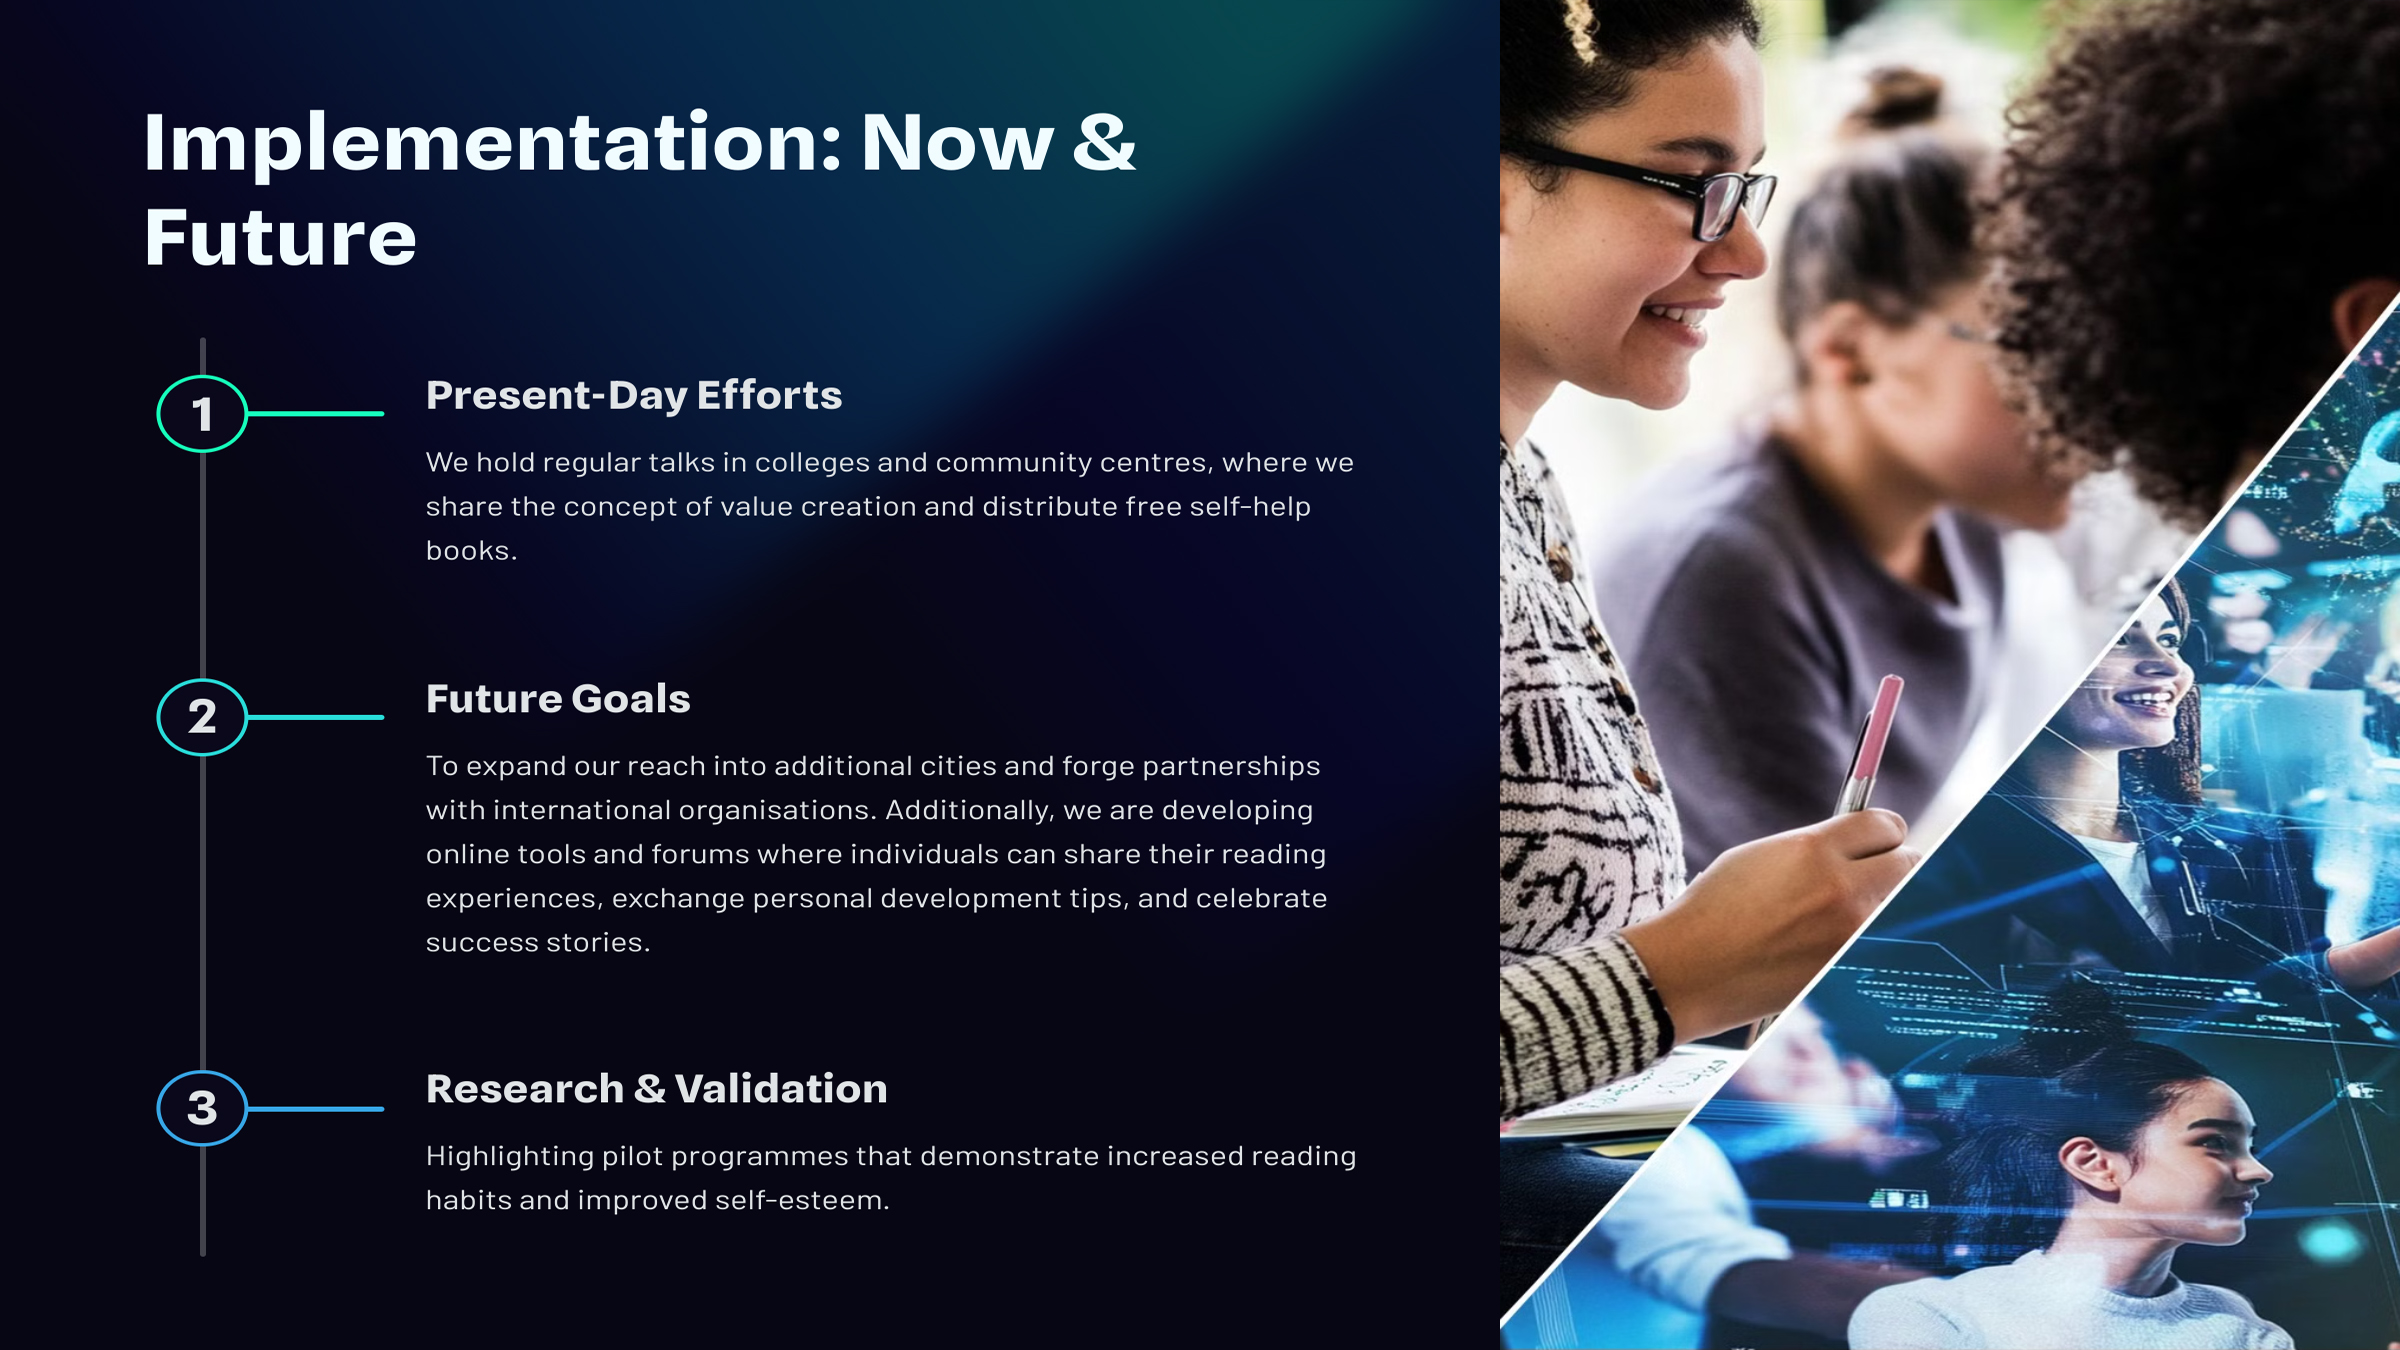 Implementation: Now &
Future
1
Present-Day Efforts
We hold regular talks in colleges and community centres, where we
share the concept of value creation and distribute free self-help
books.
2
Future Goals
To expand our reach into additional cities and forge partnerships
with international organisations. Additionally, we are developing
online tools and forums where individuals can share their reading
experiences, exchange personal development tips, and celebrate
success stories.
3
Research & Validation
Highlighting pilot programmes that demonstrate increased reading
habits and improved self-esteem.